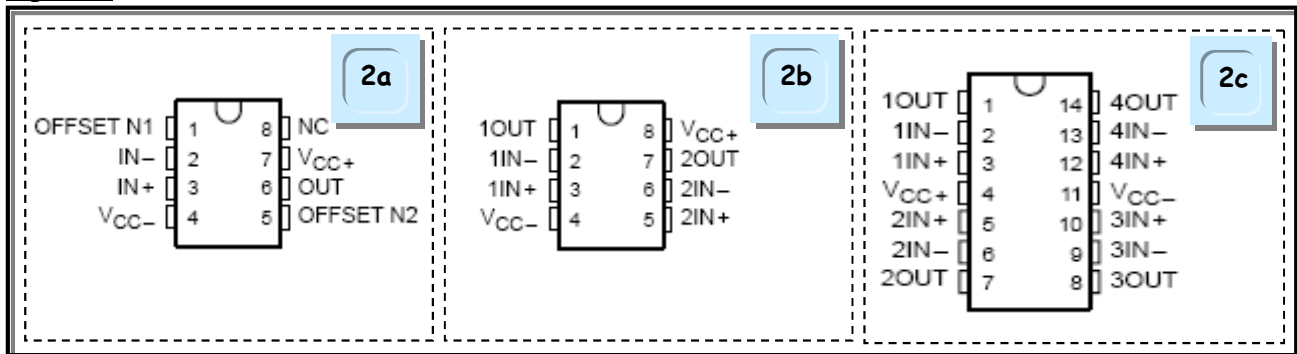 2a
OFFSET N1 1 8 NC
IN− 2 7 VCC+
IN+ 3 6 OUT
VCC− 4 5 OFFSET N2
2b
1OUT 1 8 VCC+
1IN− 2 7 2OUT
1IN+ 3 6 2IN−
VCC− 4 5 2IN+
2c
1OUT 1 14 4OUT
1IN− 2 13 4IN−
1IN+ 3 12 4IN+
VCC+ 4 11 VCC−
2IN+ 5 10 3IN+
2IN− 6 9 3IN−
2OUT 7 8 3OUT